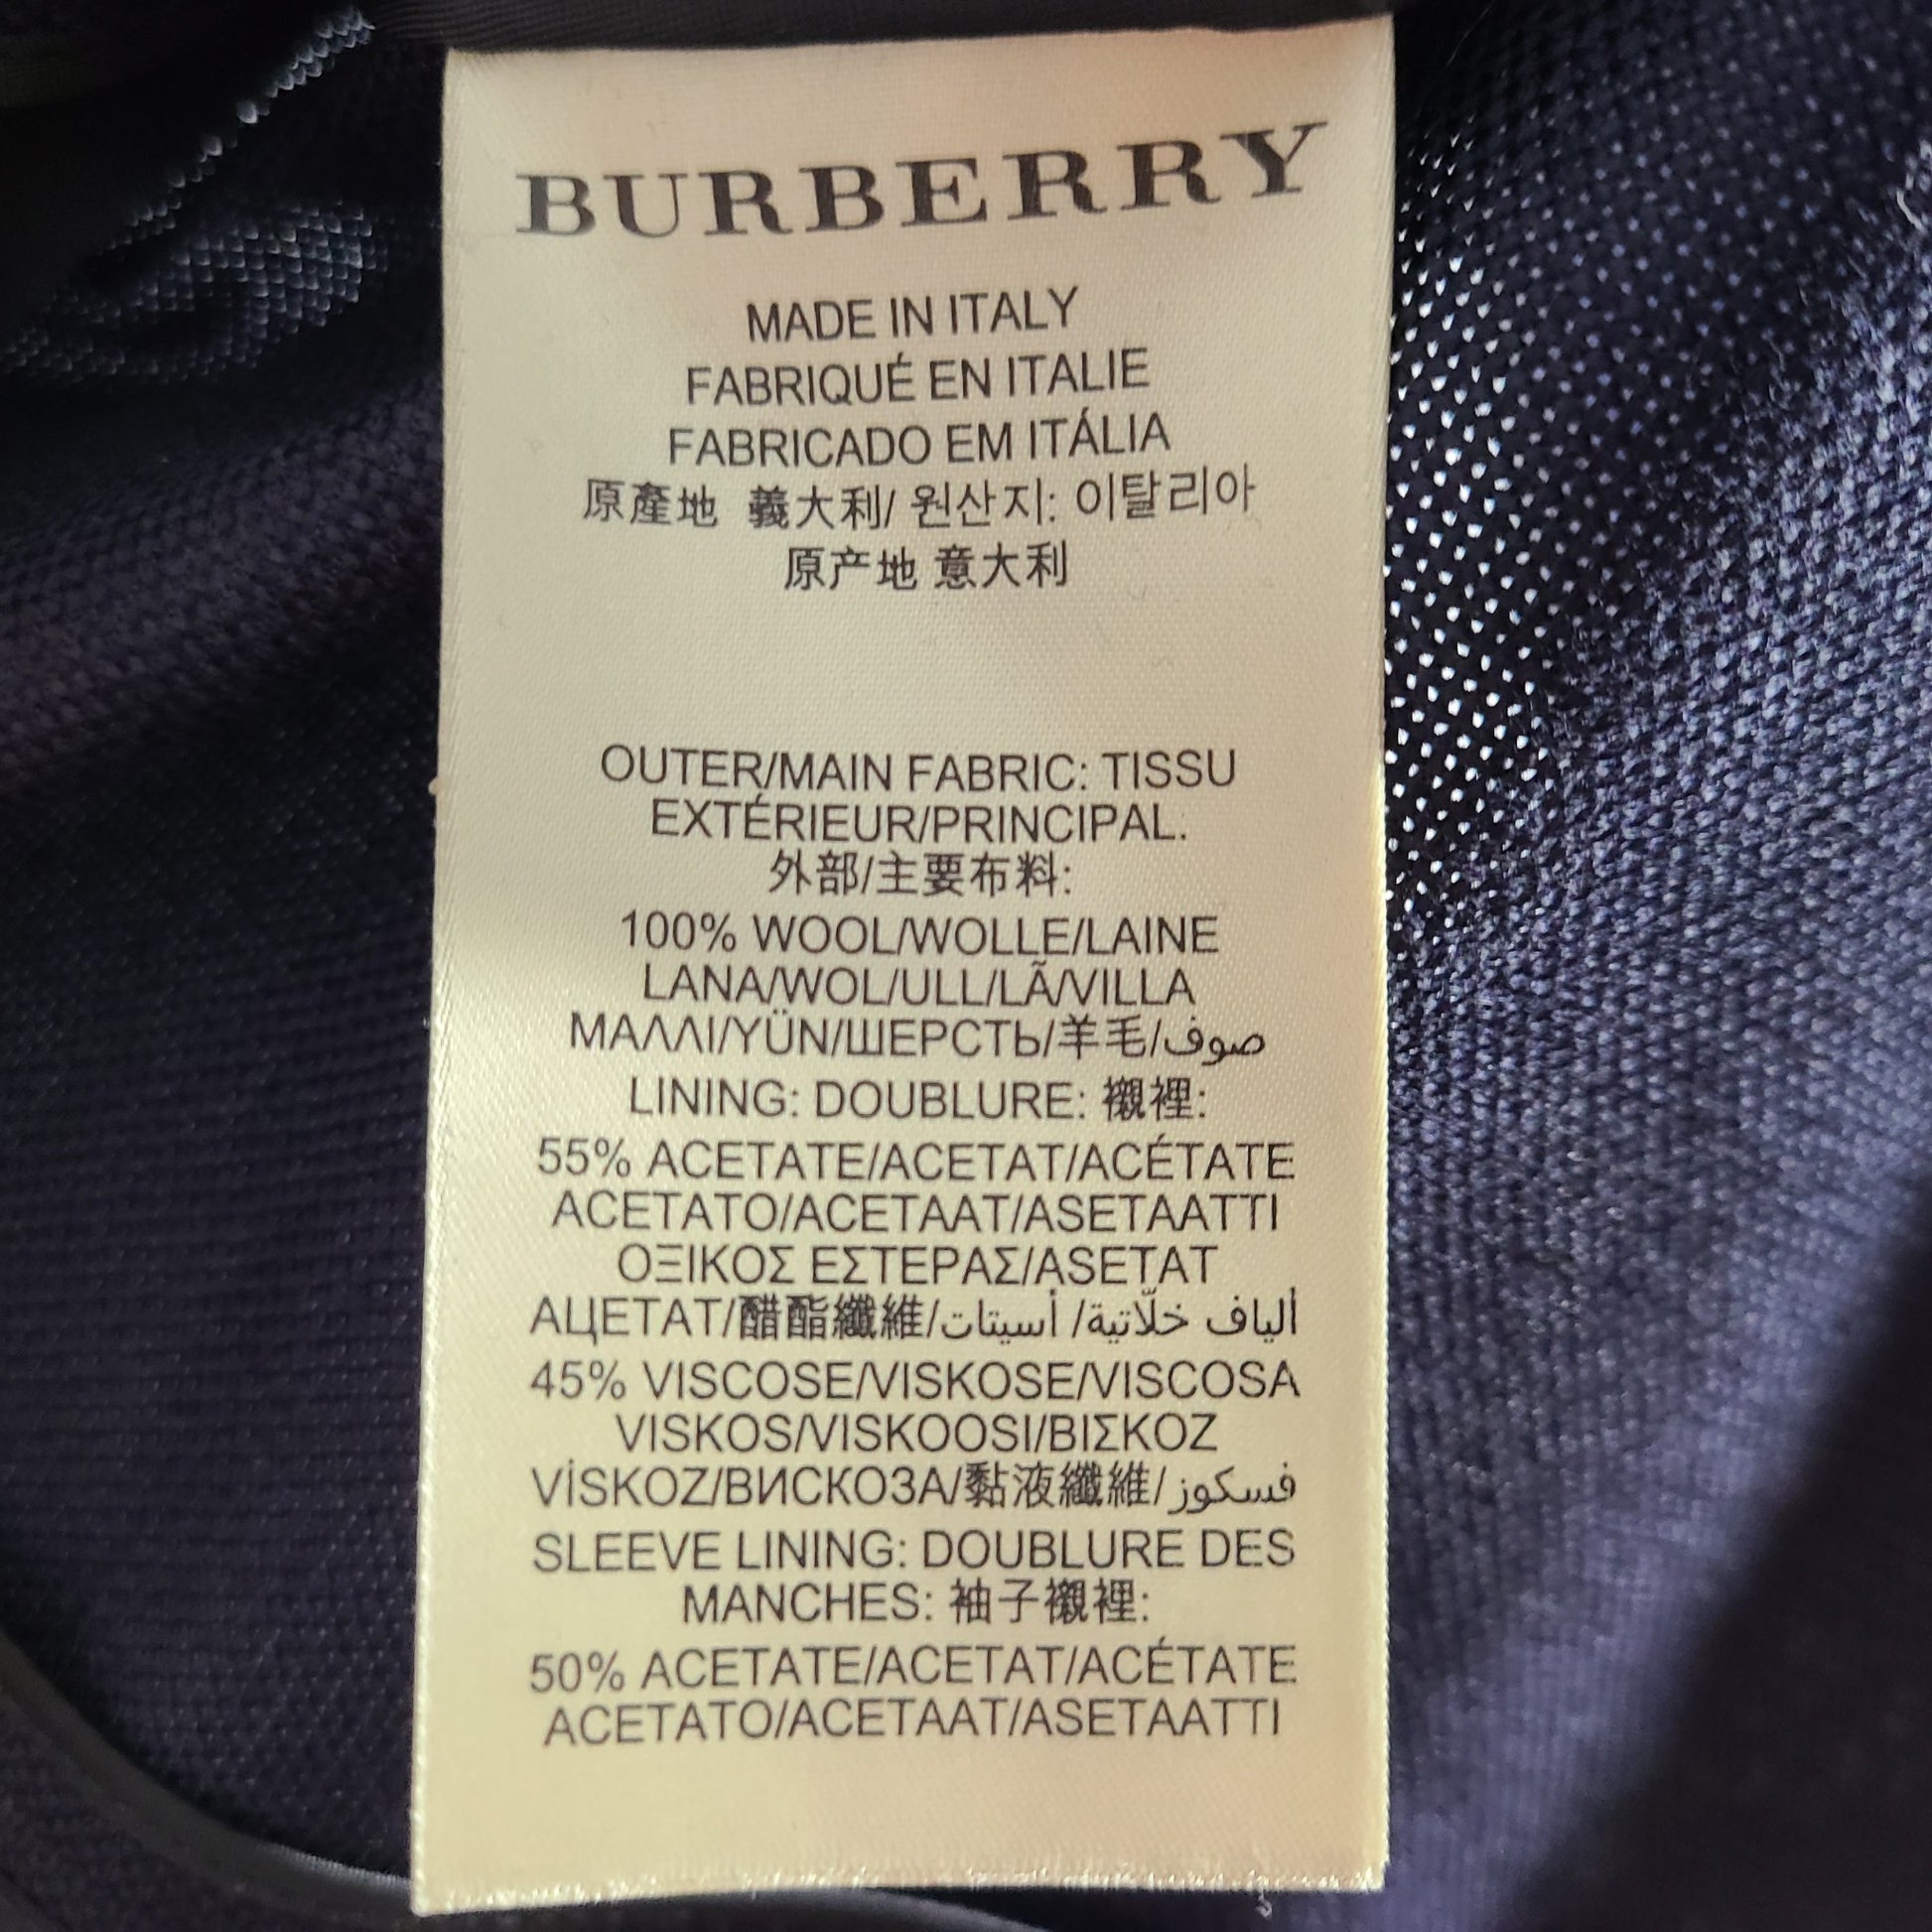 BURBERRY
MADE IN ITALY
FABRIQUÉ EN ITALIE
FABRICADO EM ITÁLIA
原產地 義大利/ 원산지: 이탈리아
原产地 意大利
OUTER/MAIN FABRIC: TISSU
EXTÉRIEUR/PRINCIPAL.
外部/主要布料:
100% WOOL/WOLLE/LAINE
LANA/WOL/ULL/LÃ/VILLA
ΜΑΛΛΙ/YÜN/ШЕРСТЬ/羊毛/صوف
LINING: DOUBLURE: 襯裡:
55% ACETATE/ACETAT/ACÉTATE
ACETATO/ACETAAT/ASETAATTI
ΟΞΙΚΟΣ ΕΣΤΕΡΑΣ/ASETAT
АЦЕТАТ/醋酯纖維/ألياف خلّاتية/ أسيتات
45% VISCOSE/VISKOSE/VISCOSA
VISKOS/VISKOOSI/ΒΙΣΚΟΖ
VİSKOZ/ВИСКОЗА/黏液纖維/فسكوز
SLEEVE LINING: DOUBLURE DES
MANCHES: 袖子襯裡:
50% ACETATE/ACETAT/ACÉTATE
ACETATO/ACETAAT/ASETAATTI